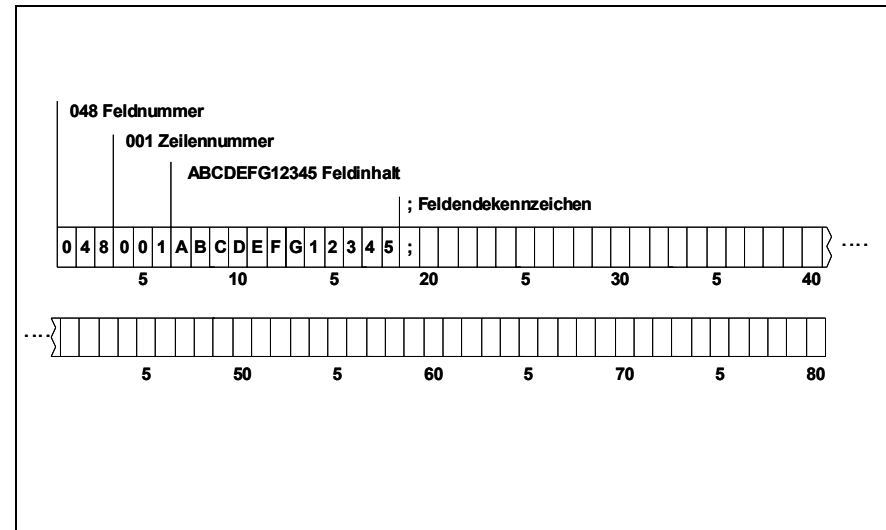 048 Feldnummer
001 Zeilennummer
ABCDEFG12345 Feldinhalt
; Feldendekennzeichen
0 4 8 0 0 1 A B C D E F G 1 2 3 4 5 ; ....
5 10 5 20 5 30 5 40
....
5 50 5 60 5 70 5 80